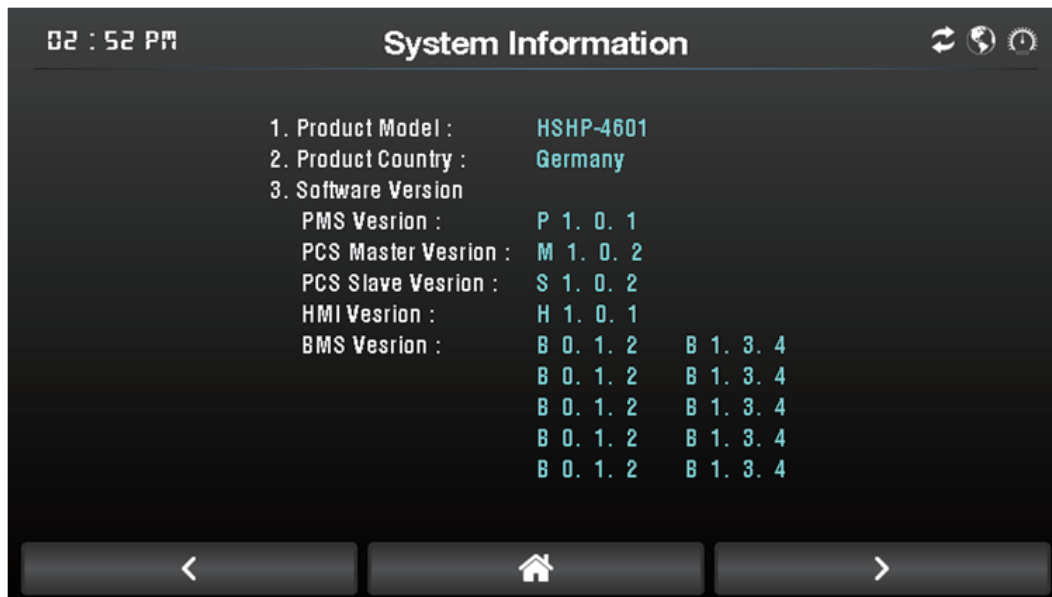 02 : 52 PM
System Information
1. Product Model : HSHP-4601
2. Product Country : Germany
3. Software Version
PMS Vesrion : P 1. 0. 1
PCS Master Vesrion : M 1. 0. 2
PCS Slave Vesrion : S 1. 0. 2
HMI Vesrion : H 1. 0. 1
BMS Vesrion : B 0. 1. 2 B 1. 3. 4
B 0. 1. 2 B 1. 3. 4
B 0. 1. 2 B 1. 3. 4
B 0. 1. 2 B 1. 3. 4
B 0. 1. 2 B 1. 3. 4